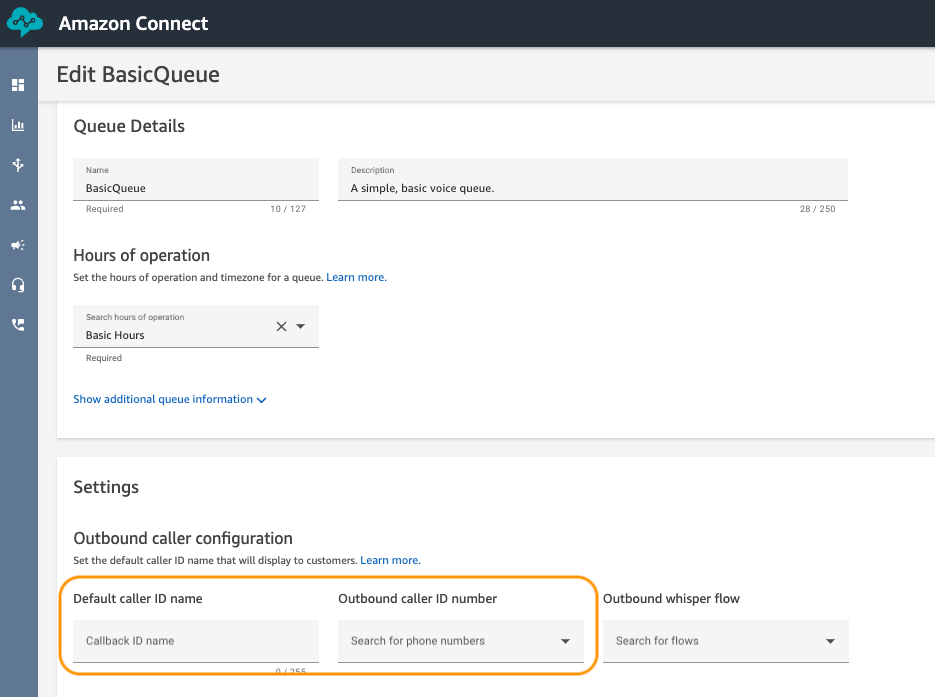 Amazon Connect
Edit BasicQueue
Queue Details
Name
BasicQueue
Required
10 / 127
Description
A simple, basic voice queue.
28 / 250
Hours of operation
Set the hours of operation and timezone for a queue. Learn more.
Search hours of operation
Basic Hours
Required
Show additional queue information
Settings
Outbound caller configuration
Set the default caller ID name that will display to customers. Learn more.
Default caller ID name
Callback ID name
0 / 255
Outbound caller ID number
Search for phone numbers
Outbound whisper flow
Search for flows